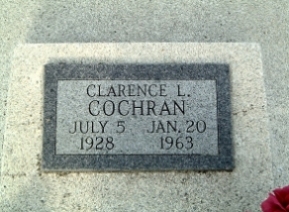 CLARENCE L.
COCHRAN
JULY 5 JAN. 20
1928 1963